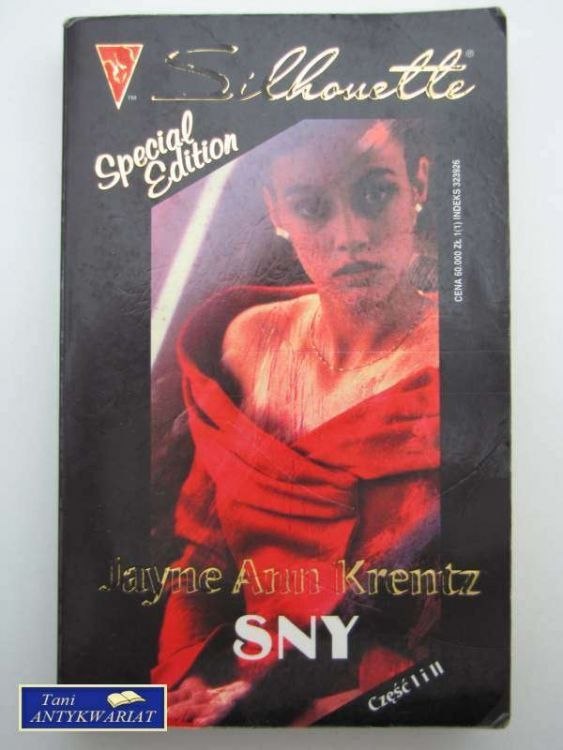 Silhouette®
™
Special
Edition
CENA 60.000 ZŁ 1(1) INDEKS 323926
Jayne Ann Krentz
SNY
Część I i II
Tani
ANTYKWARIAT